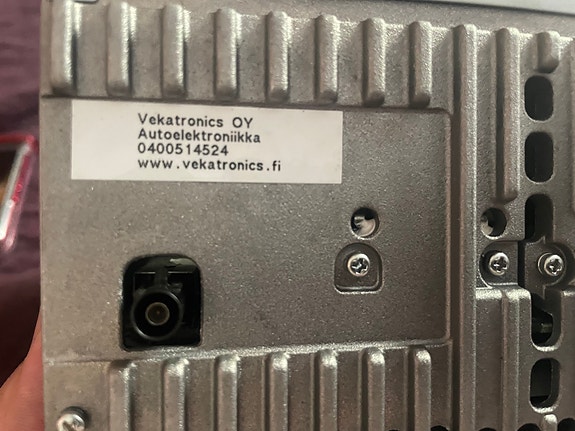 Vekatronics OY
Autoelektroniikka
0400514524
www.vekatronics.fi